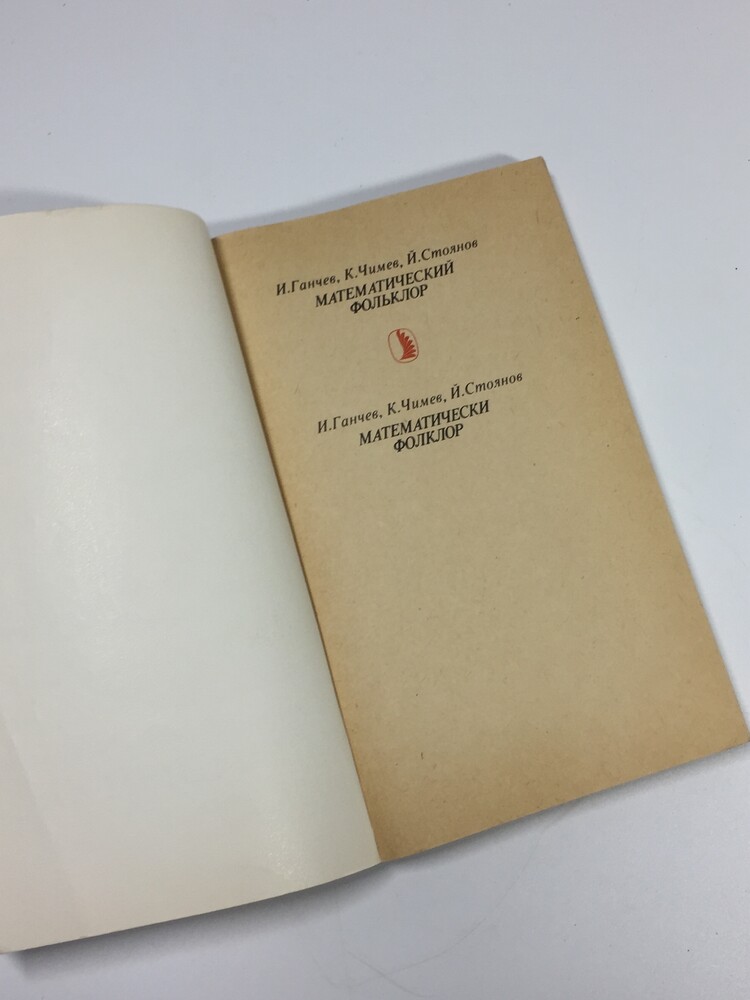 И.Ганчев, К.Чимев, Й.Стоянов
МАТЕМАТИЧЕСКИЙ
ФОЛЬКЛОР
И.Ганчев, К.Чимев, Й.Стоянов
МАТЕМАТИЧЕСКИ
ФОЛКЛОР